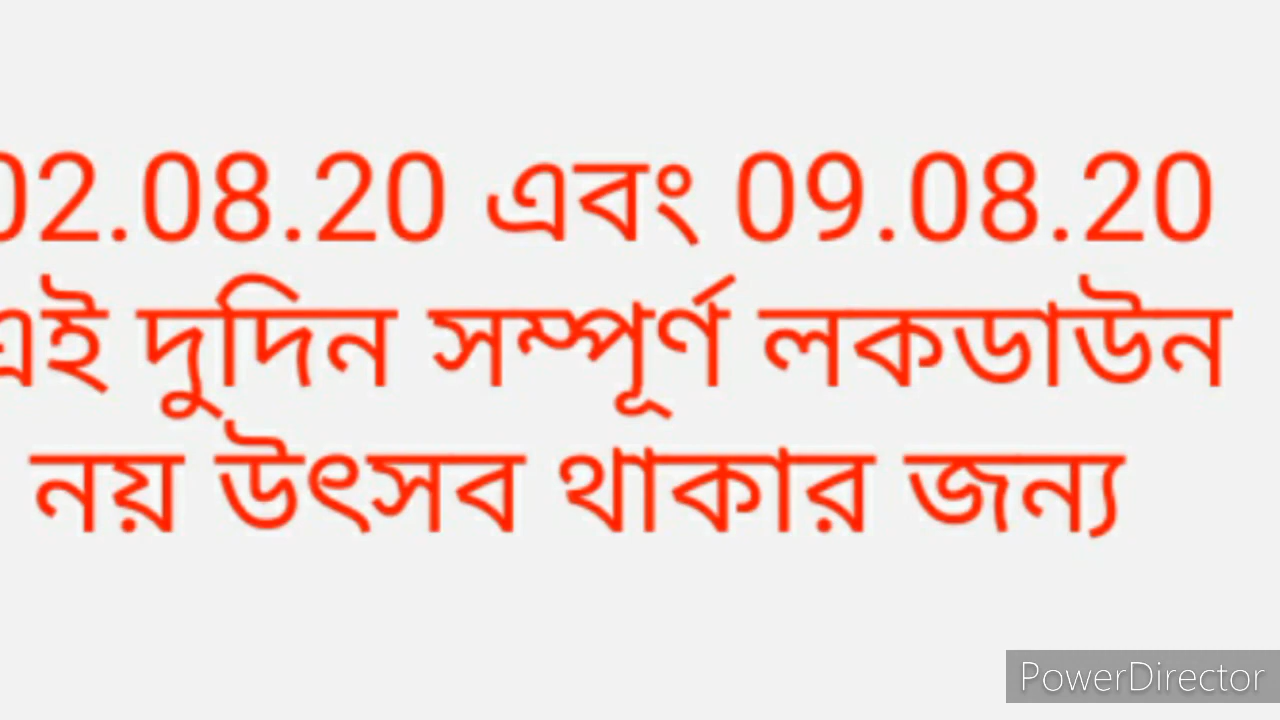 02.08.20 এবং 09.08.20
এই দুদিন সম্পূর্ণ লকডাউন
নয় উৎসব থাকার জন্য
PowerDirector